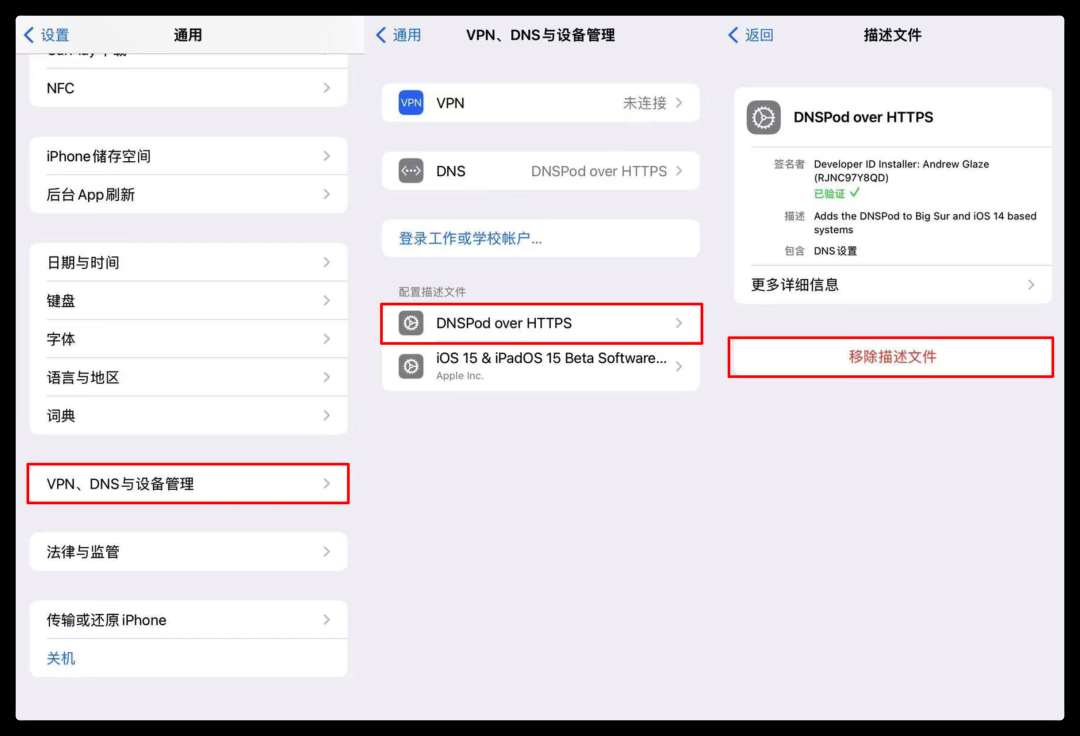 设置
通用
NFC
iPhone储存空间
后台App刷新
日期与时间
键盘
字体
语言与地区
词典
VPN、DNS与设备管理
法律与监管
传输或还原iPhone
关机
通用
VPN、DNS与设备管理
VPN VPN 未连接
DNS DNSPod over HTTPS
登录工作或学校帐户...
配置描述文件
DNSPod over HTTPS
iOS 15 & iPadOS 15 Beta Software...
Apple Inc.
返回
描述文件
DNSPod over HTTPS
签名者 Developer ID Installer: Andrew Glaze
(RJNC97Y8QD)
已验证
描述 Adds the DNSPod to Big Sur and iOS 14 based
systems
包含 DNS设置
更多详细信息
移除描述文件